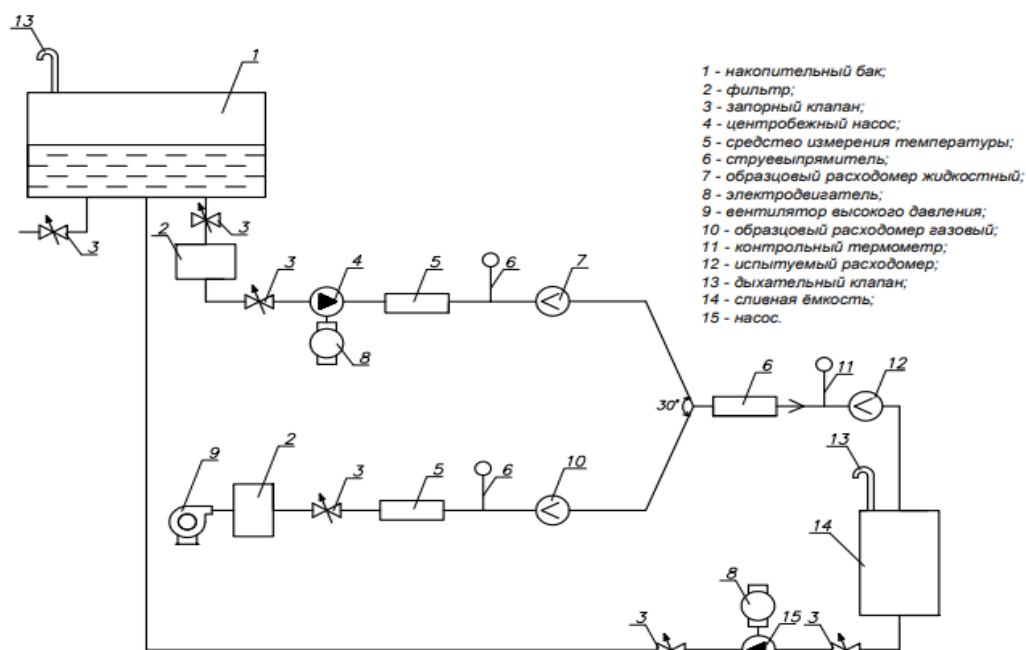 13
1
1 - накопительный бак;
2 - фильтр;
3 - запорный клапан;
4 - центробежный насос;
5 - средство измерения температуры;
6 - струевыпрямитель;
7 - образцовый расходомер жидкостный;
8 - электродвигатель;
9 - вентилятор высокого давления;
10 - образцовый расходомер газовый;
11 - контрольный термометр;
12 - испытуемый расходомер;
13 - дыхательный клапан;
14 - сливная ёмкость;
15 - насос.
3
3
2
3
4
5
6
7
8
30°
6
11
12
9
2
3
5
6
10
13
14
8
3
15
3